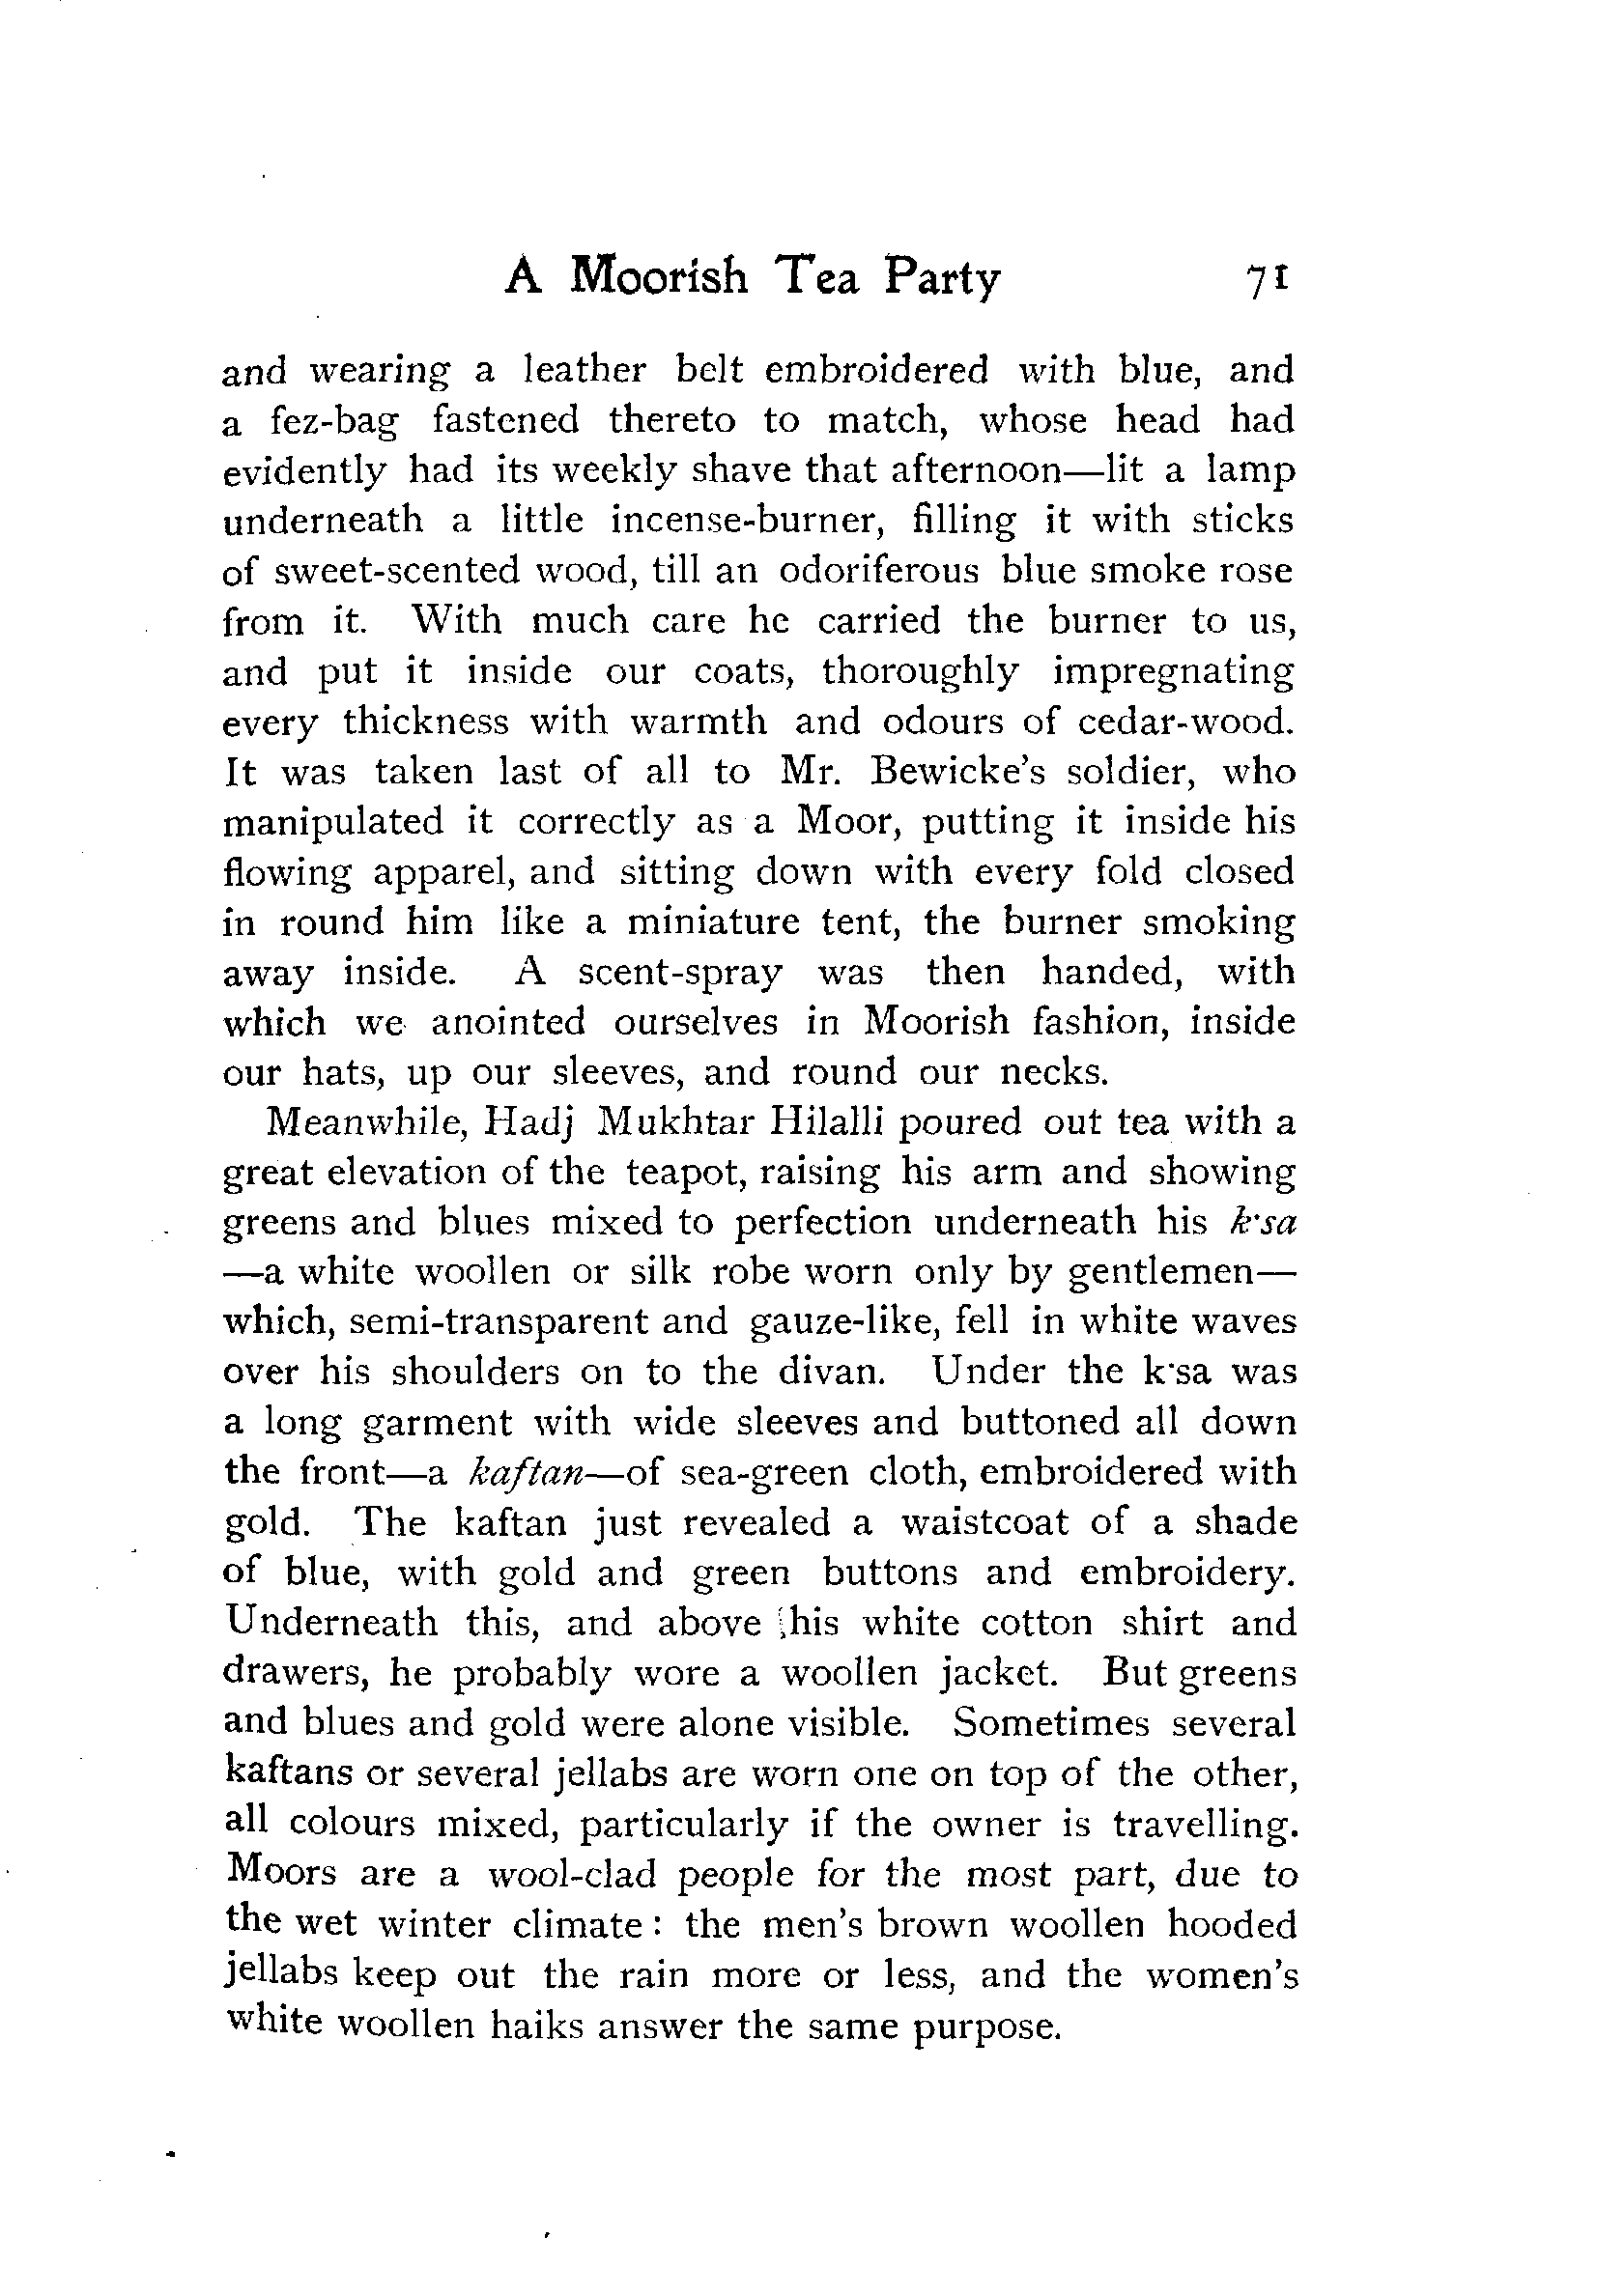 A Moorish Tea Party 71
and wearing a leather belt embroidered with blue, and
a fez-bag fastened thereto to match, whose head had
evidently had its weekly shave that afternoon—lit a lamp
underneath a little incense-burner, filling it with sticks
of sweet-scented wood, till an odoriferous blue smoke rose
from it. With much care he carried the burner to us,
and put it inside our coats, thoroughly impregnating
every thickness with warmth and odours of cedar-wood.
It was taken last of all to Mr. Bewicke's soldier, who
manipulated it correctly as a Moor, putting it inside his
flowing apparel, and sitting down with every fold closed
in round him like a miniature tent, the burner smoking
away inside. A scent-spray was then handed, with
which we anointed ourselves in Moorish fashion, inside
our hats, up our sleeves, and round our necks.
Meanwhile, Hadj Mukhtar Hilalli poured out tea with a
great elevation of the teapot, raising his arm and showing
greens and blues mixed to perfection underneath his k·sa
—a white woollen or silk robe worn only by gentlemen—
which, semi-transparent and gauze-like, fell in white waves
over his shoulders on to the divan. Under the k·sa was
a long garment with wide sleeves and buttoned all down
the front—a kaftan—of sea-green cloth, embroidered with
gold. The kaftan just revealed a waistcoat of a shade
of blue, with gold and green buttons and embroidery.
Underneath this, and above his white cotton shirt and
drawers, he probably wore a woollen jacket. But greens
and blues and gold were alone visible. Sometimes several
kaftans or several jellabs are worn one on top of the other,
all colours mixed, particularly if the owner is travelling.
Moors are a wool-clad people for the most part, due to
the wet winter climate: the men's brown woollen hooded
jellabs keep out the rain more or less, and the women's
white woollen haiks answer the same purpose.